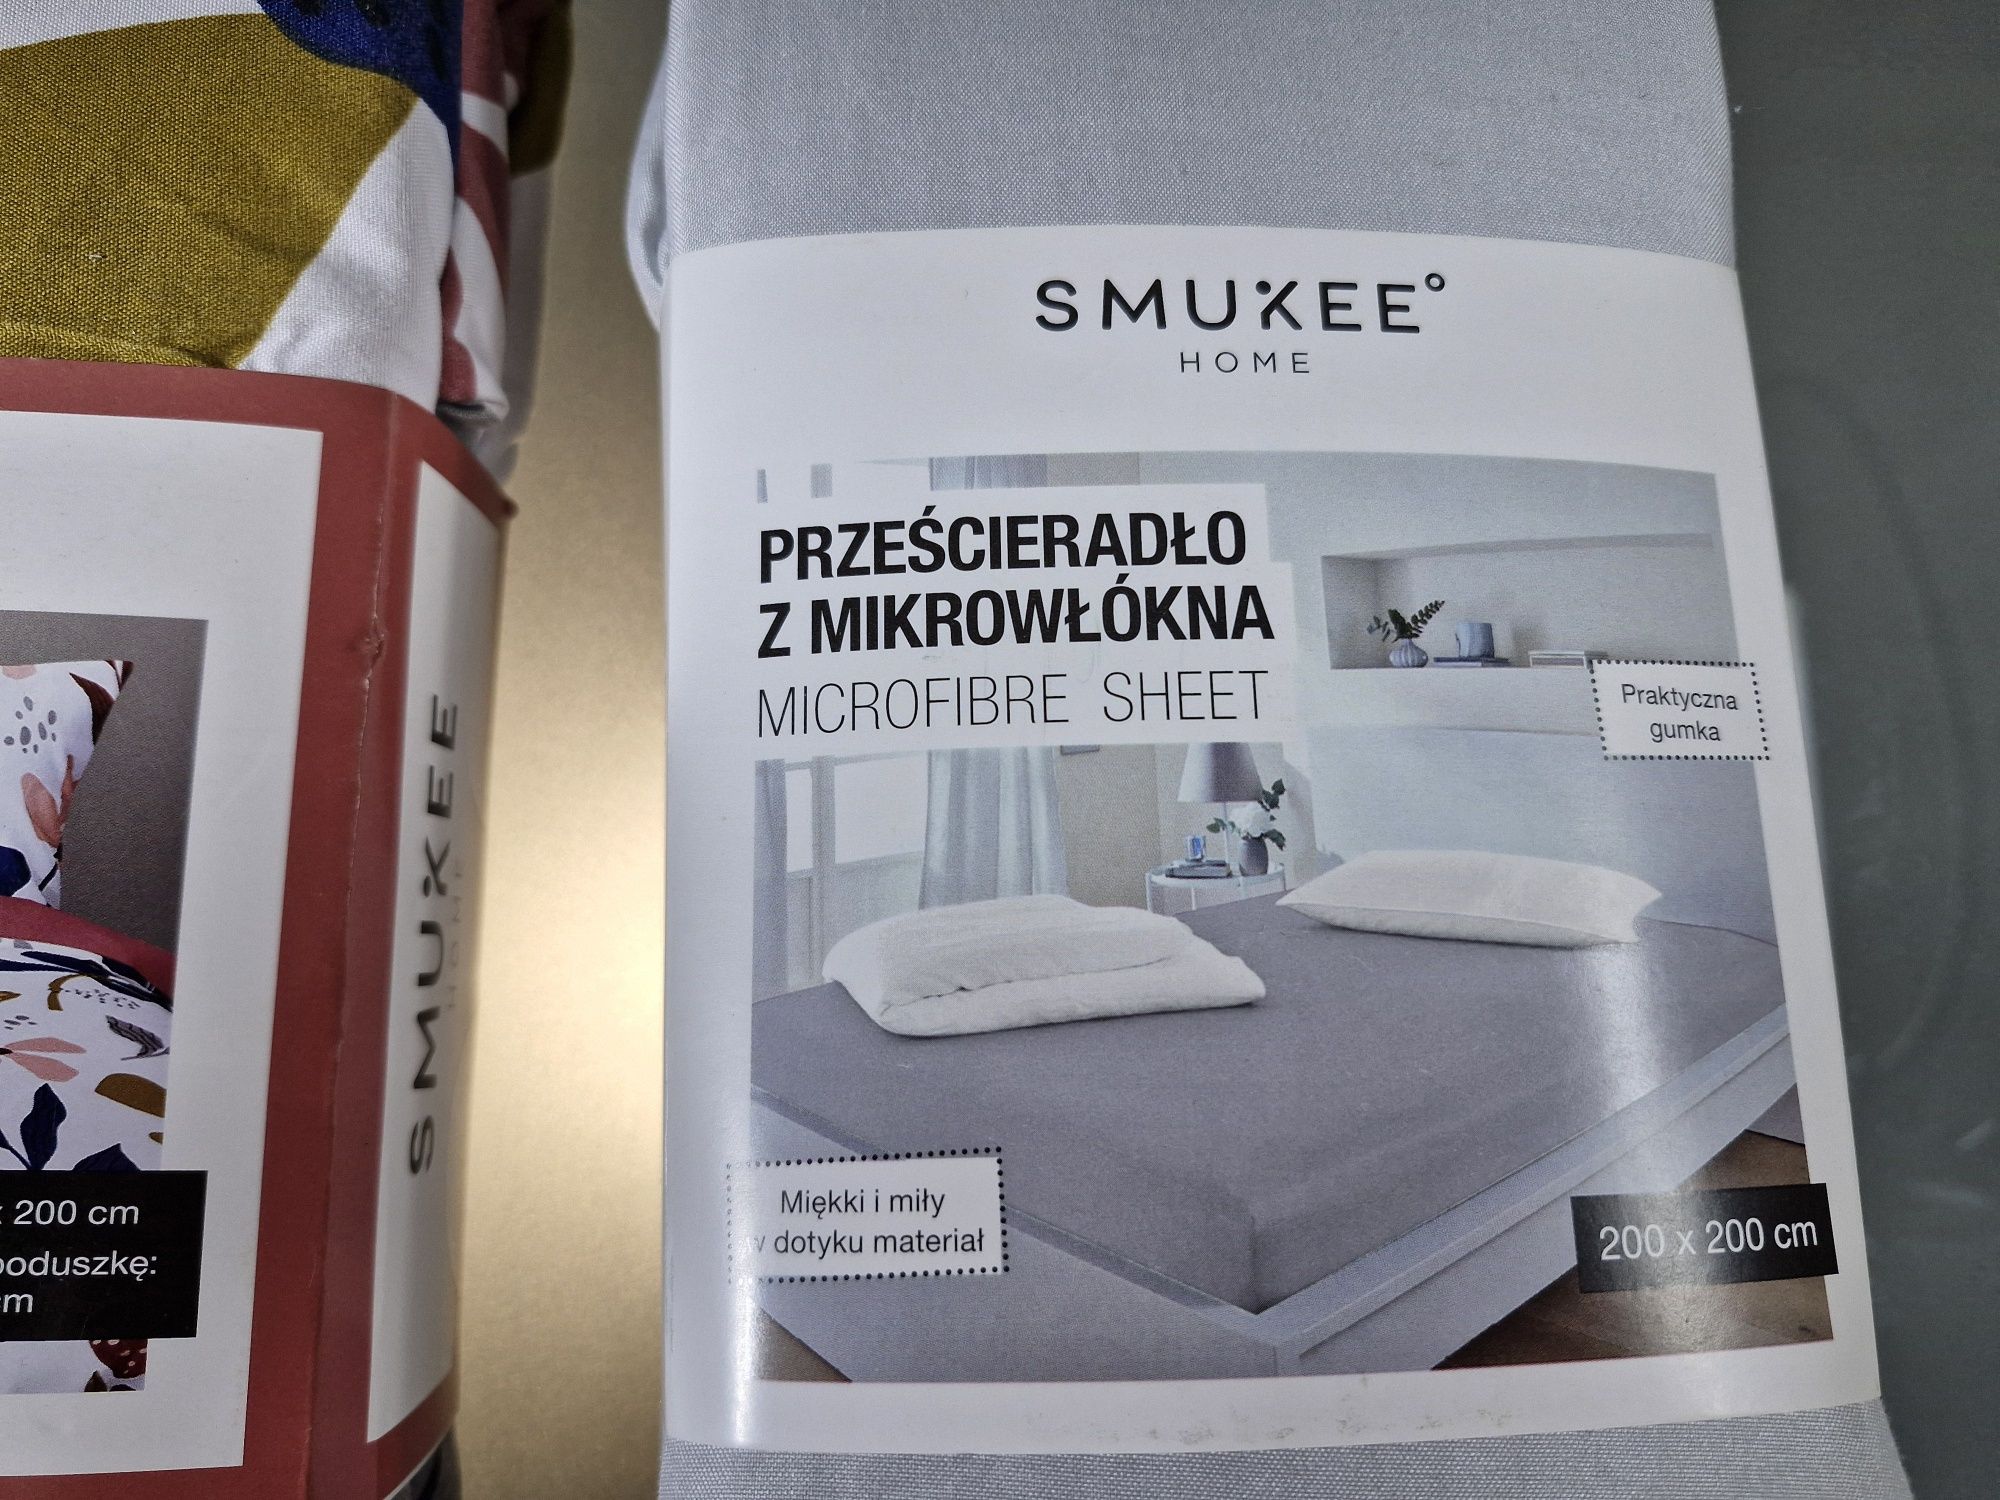 SMUKEE°
HOME
PRZEŚCIERADŁO
Z MIKROWŁÓKNA
MICROFIBRE SHEET
Praktyczna
gumka
Miękki i miły
w dotyku materiał
200 x 200 cm
SMUKEE
HOME
x 200 cm
poduszkę:
cm